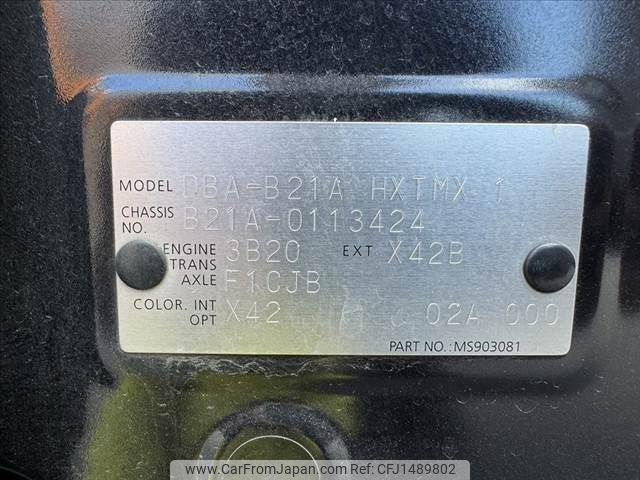 MODEL DBA-B21A HXTMX 1
CHASSIS NO. B21A-0113424
ENGINE 3B20 EXT X42B
TRANS AXLE F1CJB
COLOR. INT OPT X42 02A 000
PART NO.: MS903081
www.CarFromJapan.com | Ref No: CFJ1489802